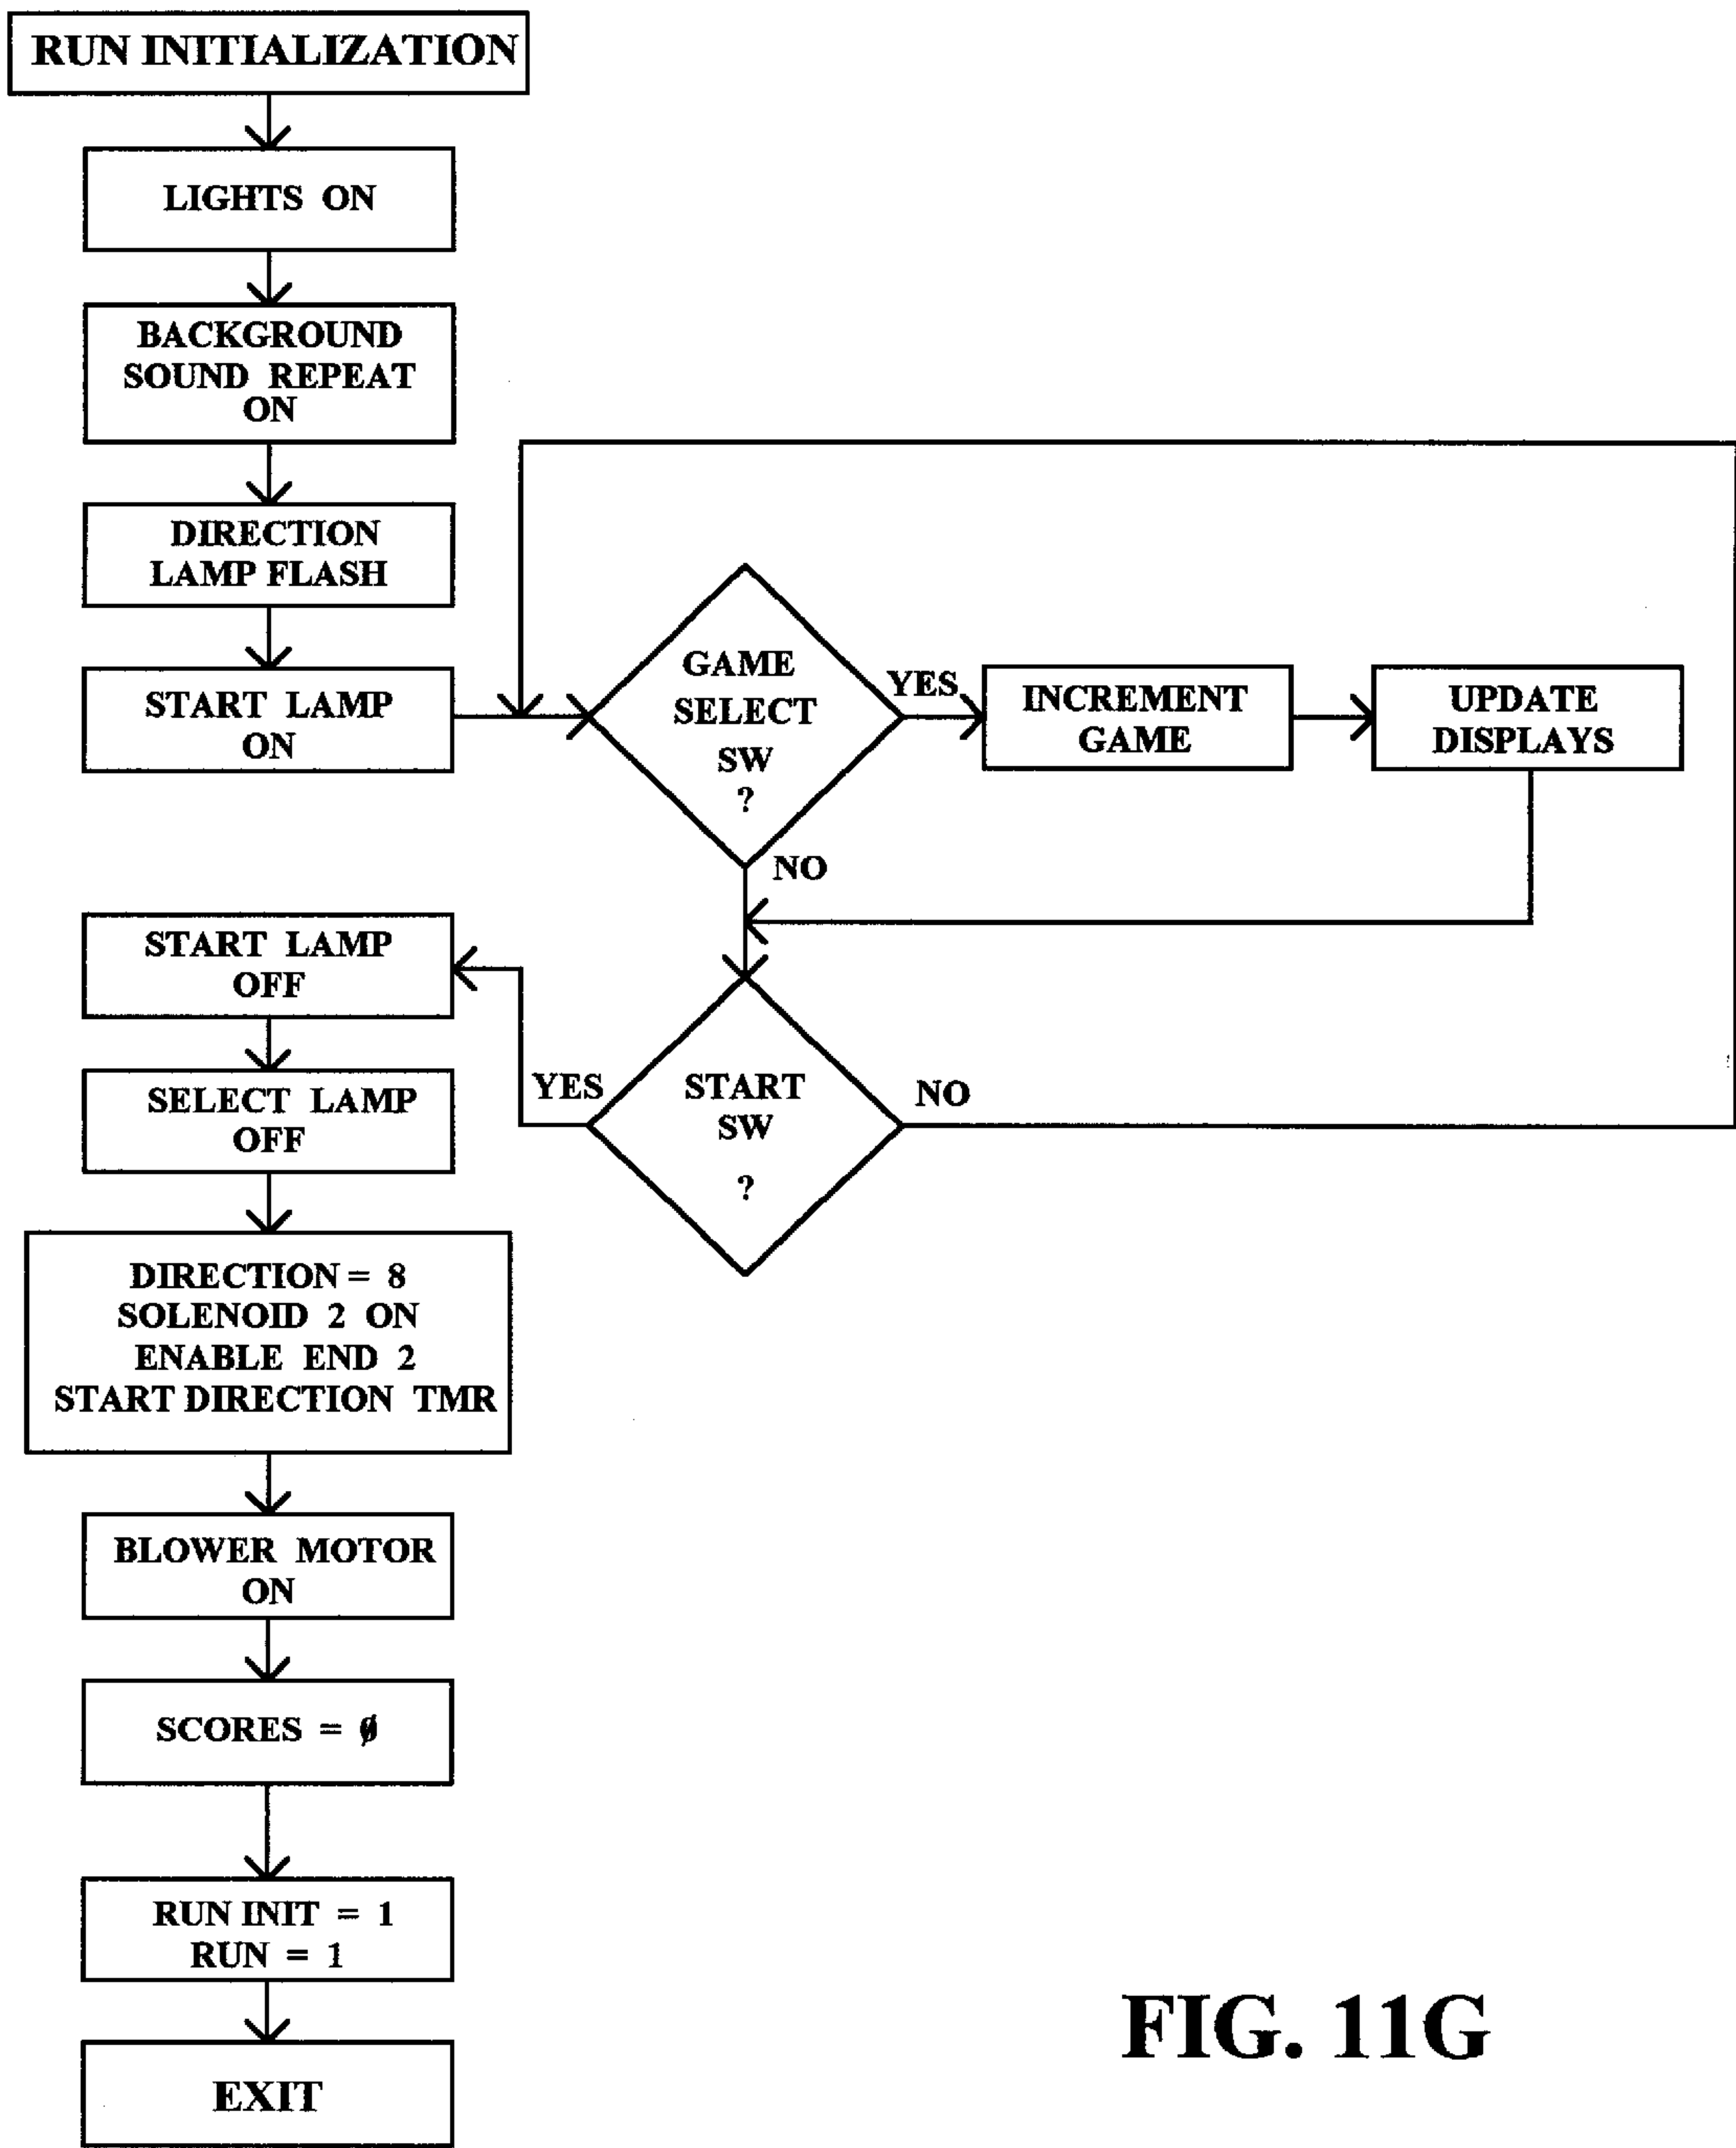 RUN INITIALIZATION
LIGHTS ON
BACKGROUND
SOUND REPEAT
ON
DIRECTION
LAMP FLASH
START LAMP
ON
GAME
SELECT
SW
?
YES
INCREMENT
GAME
UPDATE
DISPLAYS
NO
START SW
?
YES
NO
START LAMP
OFF
SELECT LAMP
OFF
DIRECTION = 8
SOLENOID 2 ON
ENABLE END 2
START DIRECTION TMR
BLOWER MOTOR
ON
SCORES = 0
RUN INIT = 1
RUN = 1
EXIT
FIG. 11G